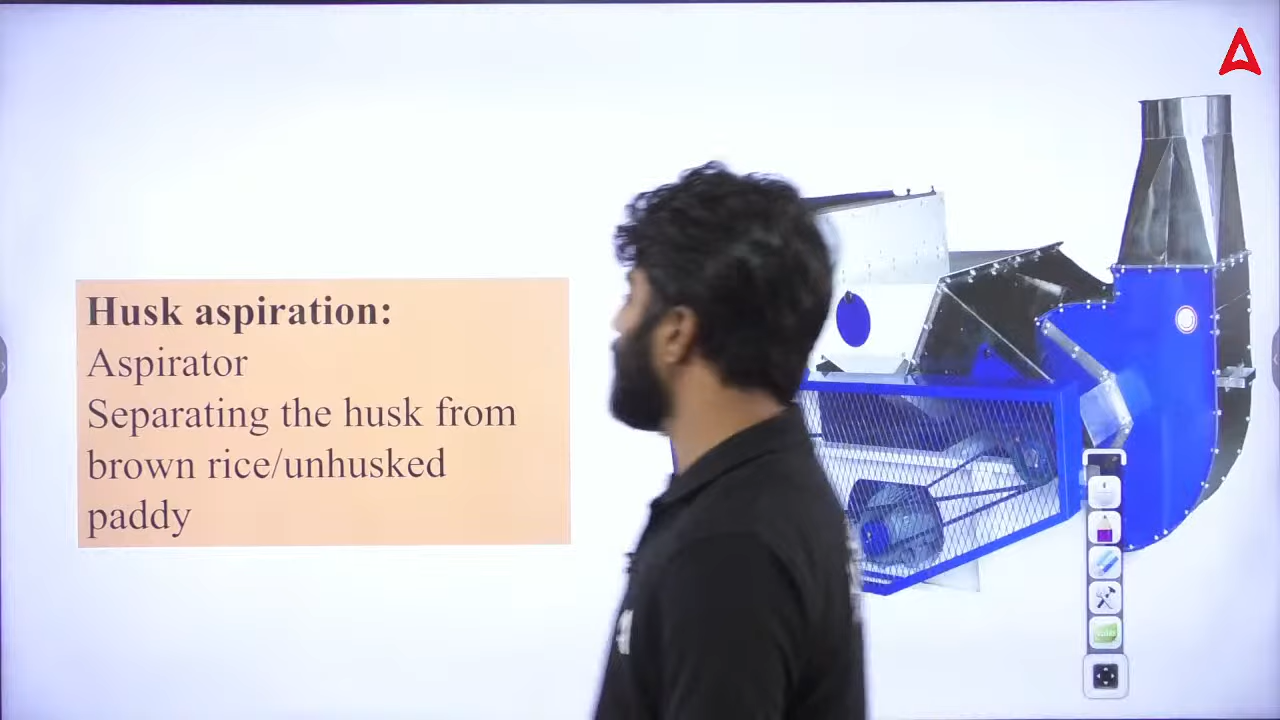 Husk aspiration:
Aspirator
Separating the husk from
brown rice/unhusked
paddy